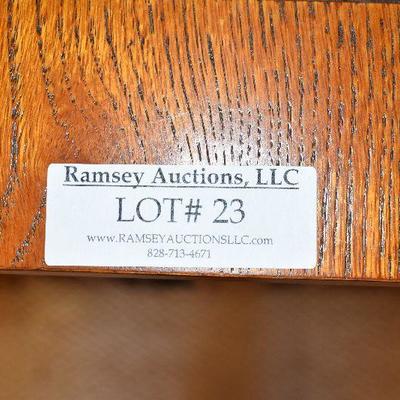 Ramsey Auctions, LLC
LOT# 23
www.RAMSEYAUCTIONSLLC.com
828-713-4671